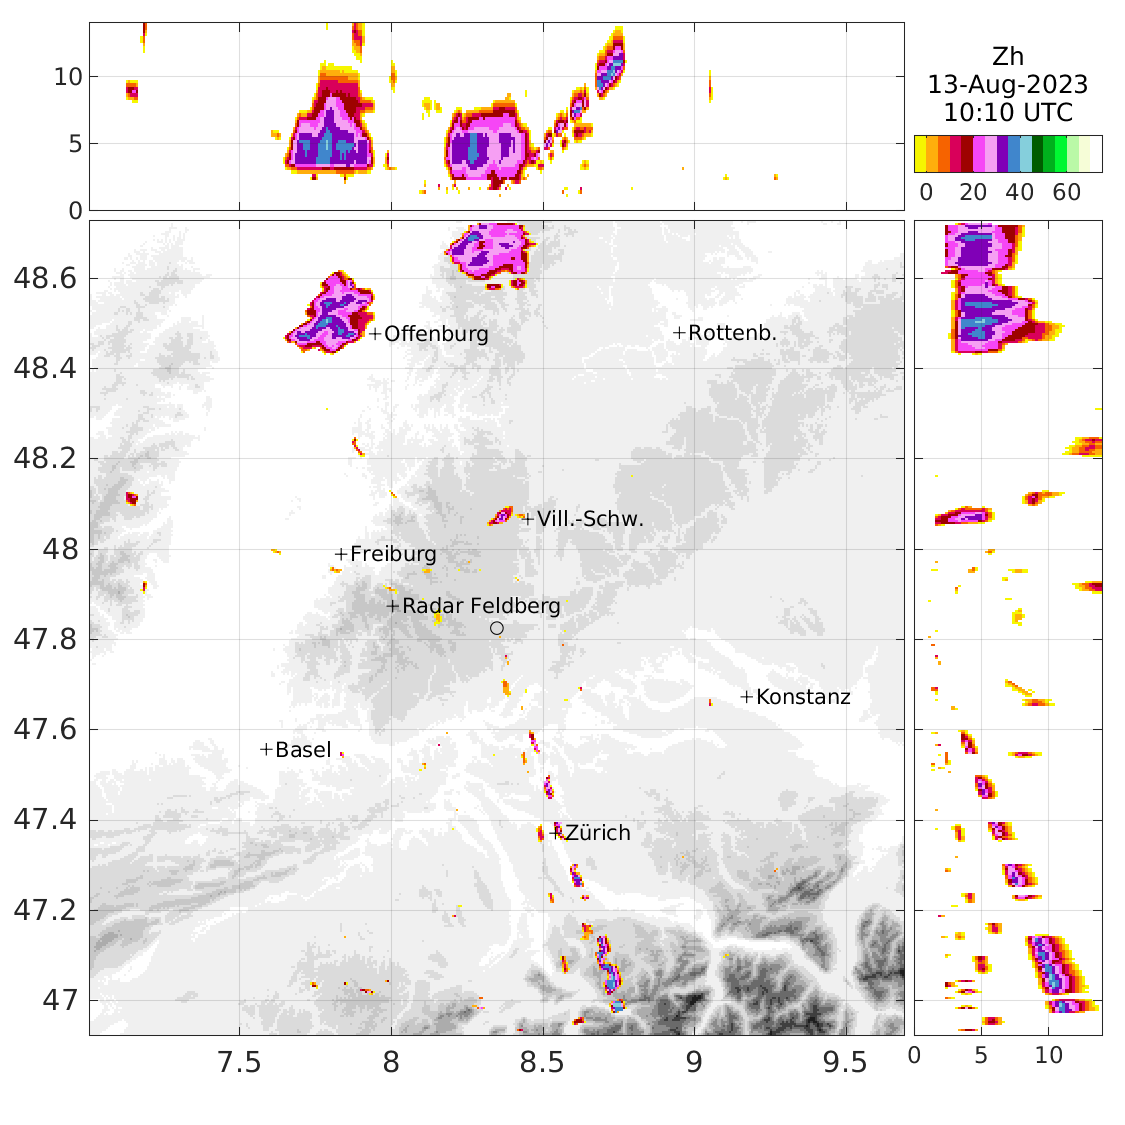 Zh
13-Aug-2023
10:10 UTC
0 20 40 60
10
5
0
48.6
48.4
48.2
48
47.8
47.6
47.4
47.2
47
+Offenburg
+Rottenb.
+Vill.-Schw.
+Freiburg
+Radar Feldberg
+Konstanz
+Basel
+Zürich
7.5 8 8.5 9 9.5
0 5 10